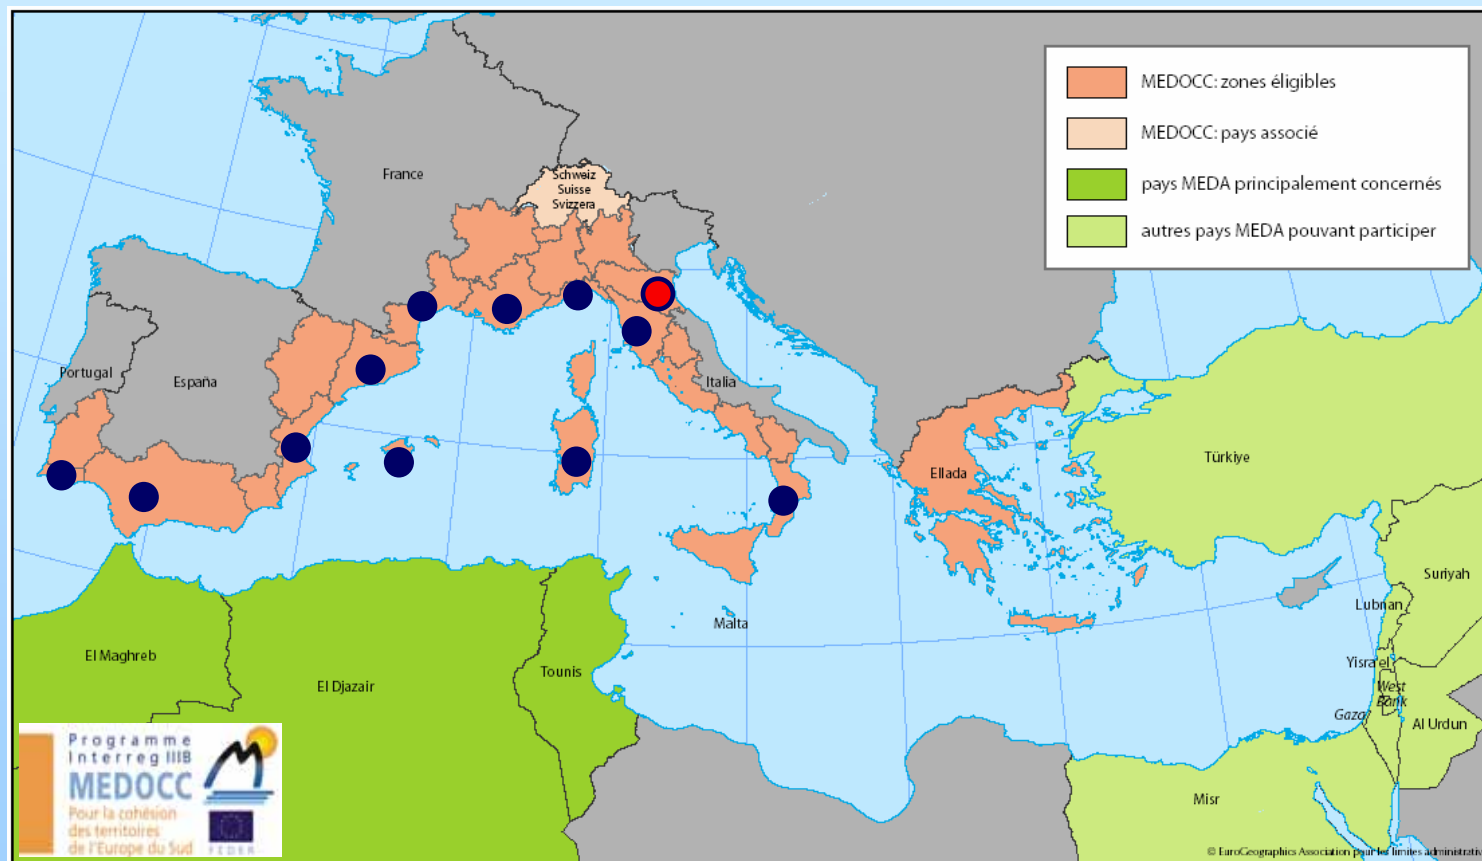 MEDOCC: zones éligibles
MEDOCC: pays associé
pays MEDA principalement concernés
autres pays MEDA pouvant participer
France
Schweiz
Suisse
Svizzera
Portugal
España
Italia
Ellada
Türkiye
Suriyah
Lubnan
Malta
El Maghreb
El Djazair
Tounis
Yisra'el
West
Bank
Gaza
Al Urdun
Misr
Programme
Interreg IIIB
MEDOCC
Pour la cohésion
des territoires
de l'Europe du Sud
FEDER
© EuroGeographics Association pour les limites administrativ